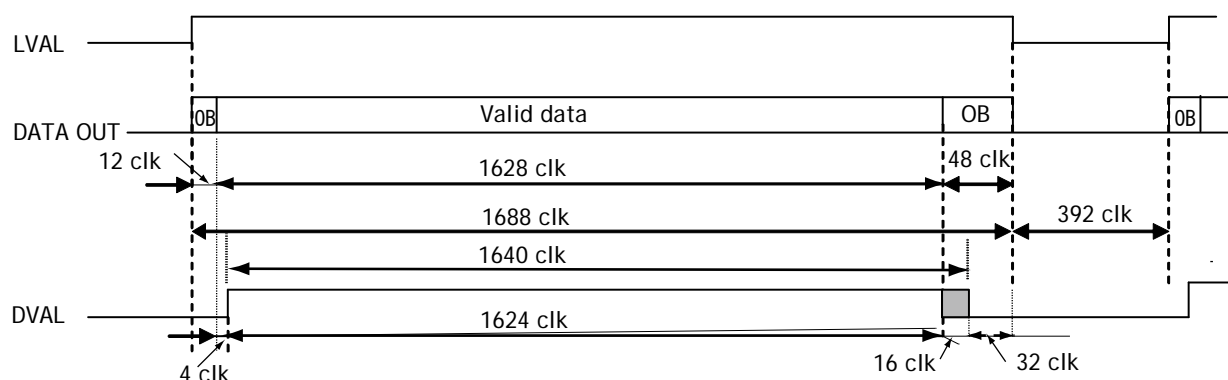 LVAL
OB Valid data OB OB
DATA OUT
12 clk 1628 clk 48 clk
1688 clk 392 clk
1640 clk
DVAL
1624 clk
4 clk 16 clk 32 clk